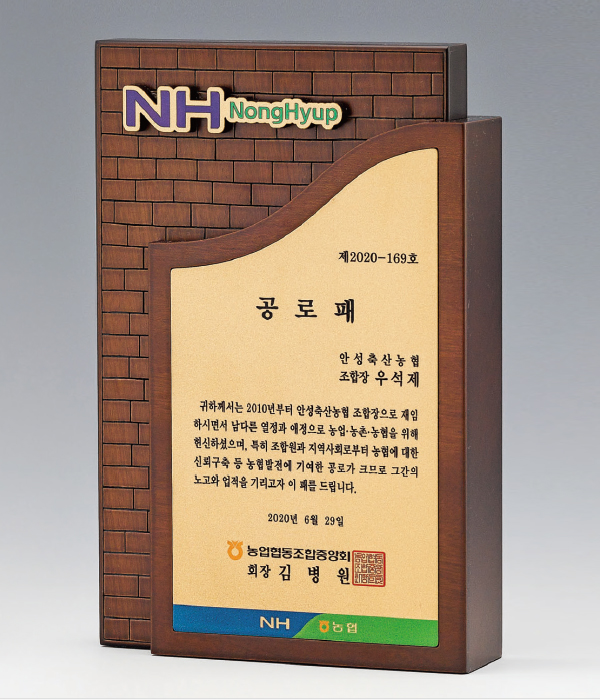 NH NongHyup
제2020-169호
공로패
안성축산농협
조합장 우석제
귀하께서는 2010년부터 안성축산농협 조합장으로 재임
하시면서 남다른 열정과 애정으로 농업·농촌·농협을 위해
헌신하셨으며, 특히 조합원과 지역사회로부터 농협에 대한
신뢰구축 등 농협발전에 기여한 공로가 크므로 그간의
노고와 업적을 기리고자 이 패를 드립니다.
2020년 6월 29일
농업협동조합중앙회
회장 김병원
NH 농협